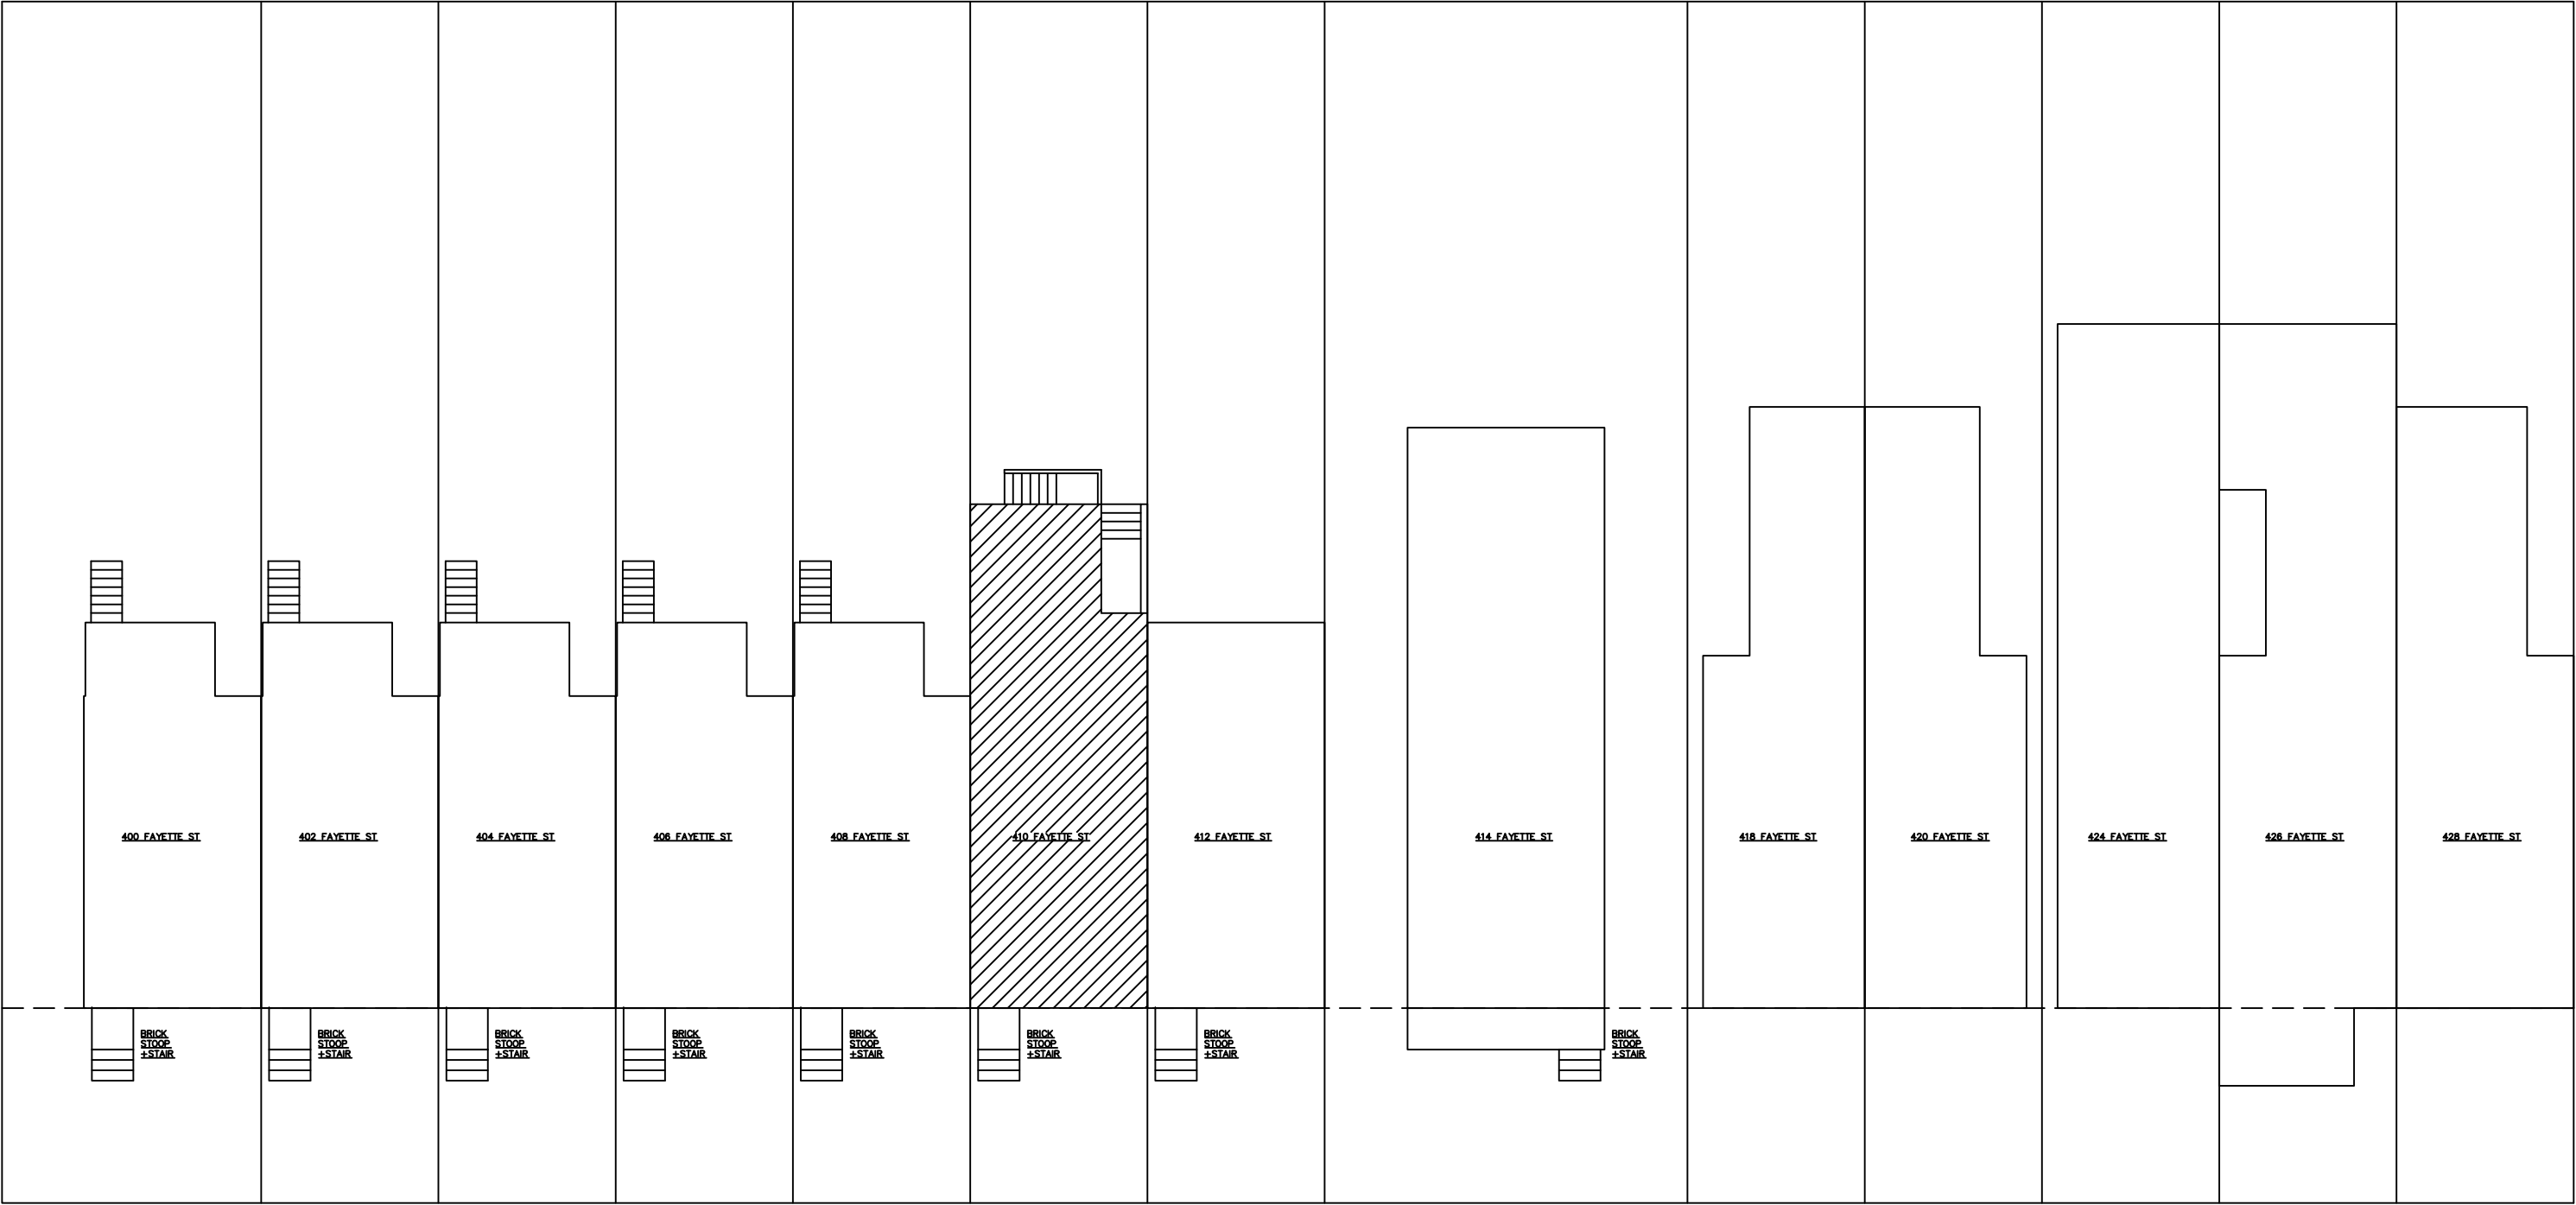 400 FAYETTE ST
402 FAYETTE ST
404 FAYETTE ST
406 FAYETTE ST
408 FAYETTE ST
410 FAYETTE ST
412 FAYETTE ST
414 FAYETTE ST
418 FAYETTE ST
420 FAYETTE ST
424 FAYETTE ST
426 FAYETTE ST
428 FAYETTE ST
BRICK
STOOP
+STAIR
BRICK
STOOP
+STAIR
BRICK
STOOP
+STAIR
BRICK
STOOP
+STAIR
BRICK
STOOP
+STAIR
BRICK
STOOP
+STAIR
BRICK
STOOP
+STAIR
BRICK
STOOP
+STAIR